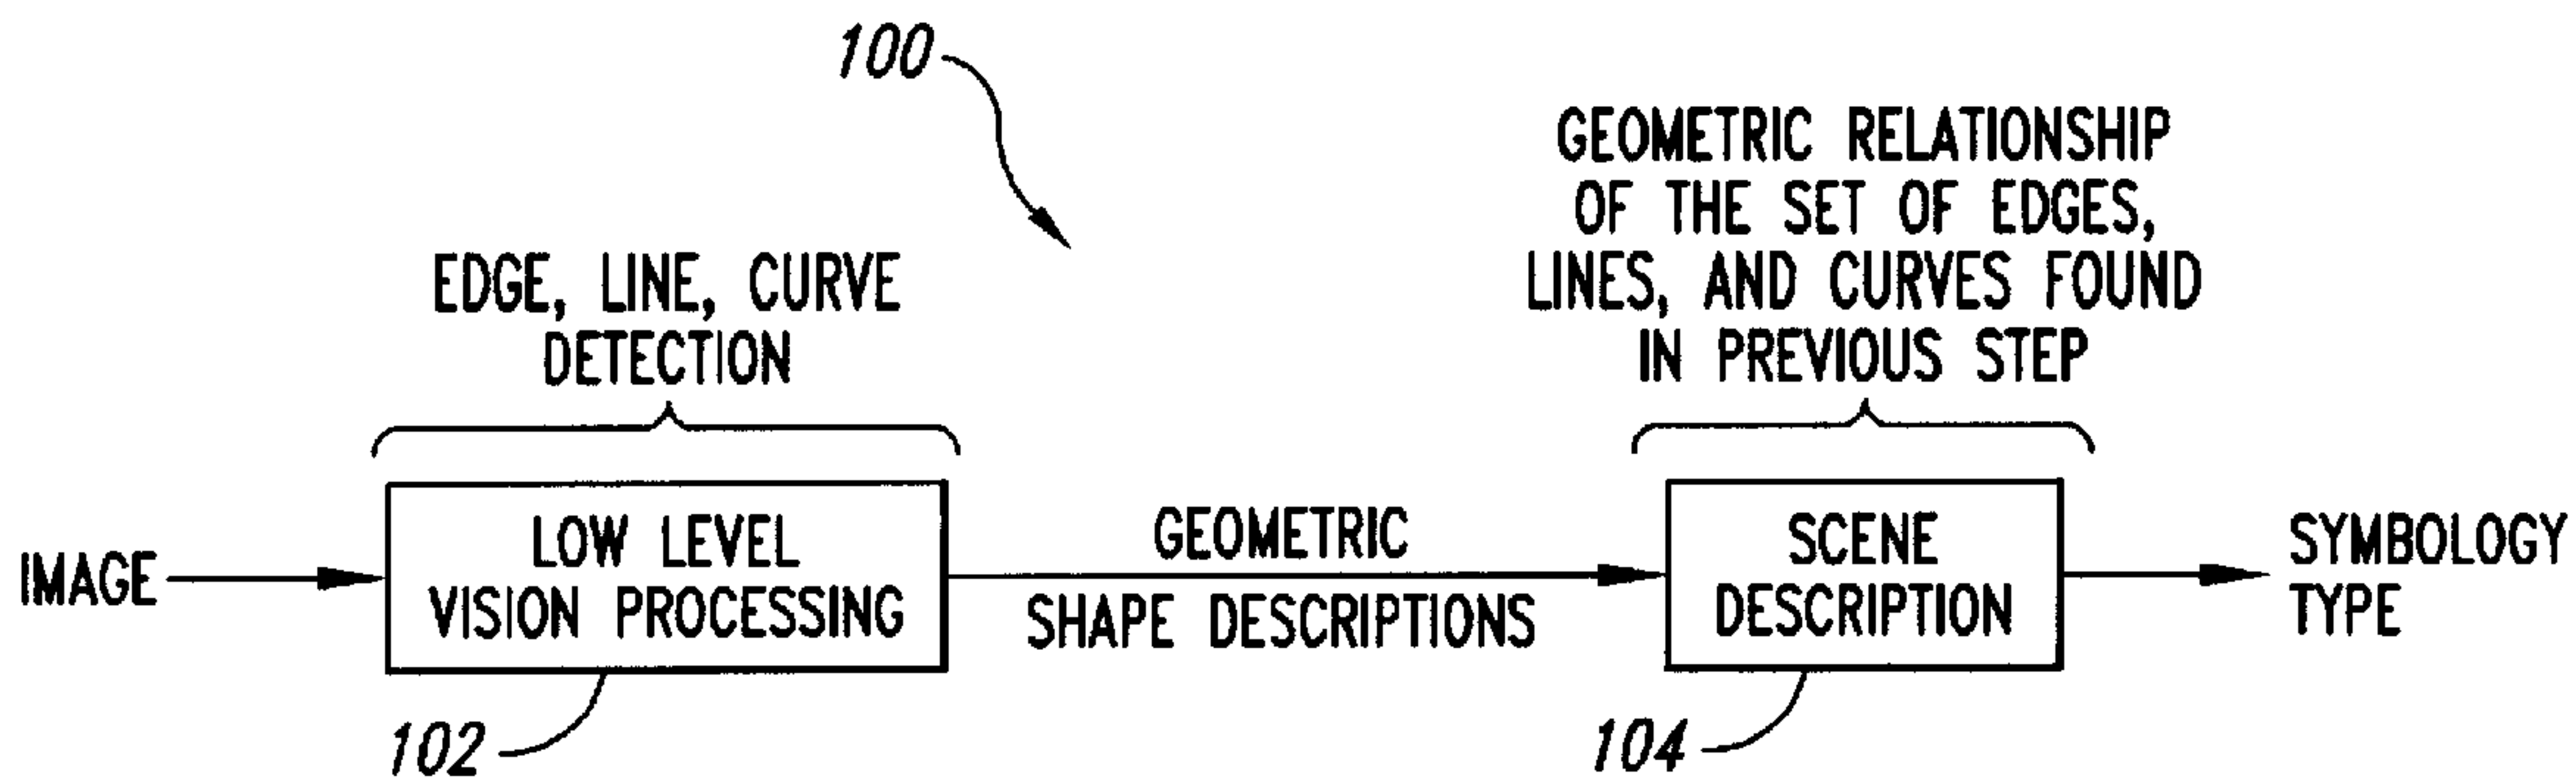 100
EDGE, LINE, CURVE
DETECTION
GEOMETRIC RELATIONSHIP
OF THE SET OF EDGES,
LINES, AND CURVES FOUND
IN PREVIOUS STEP
IMAGE
LOW LEVEL
VISION PROCESSING
GEOMETRIC
SHAPE DESCRIPTIONS
SCENE
DESCRIPTION
SYMBOLOGY
TYPE
102
104